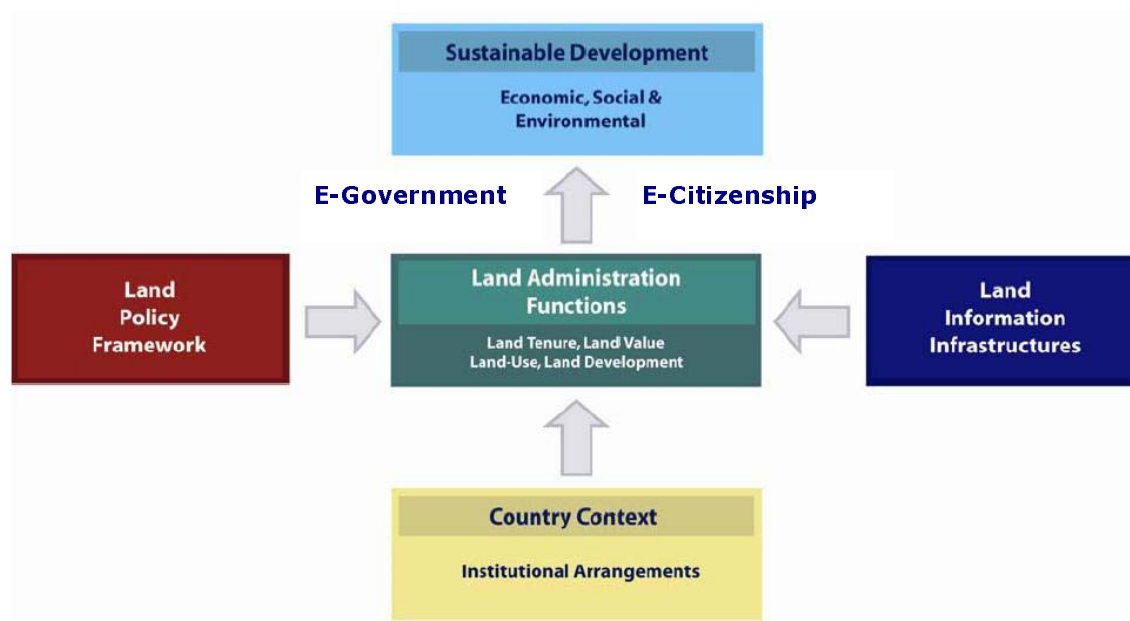 Sustainable Development
Economic, Social &
Environmental
E-Government
E-Citizenship
Land
Policy
Framework
Land Administration
Functions
Land Tenure, Land Value
Land-Use, Land Development
Land
Information
Infrastructures
Country Context
Institutional Arrangements